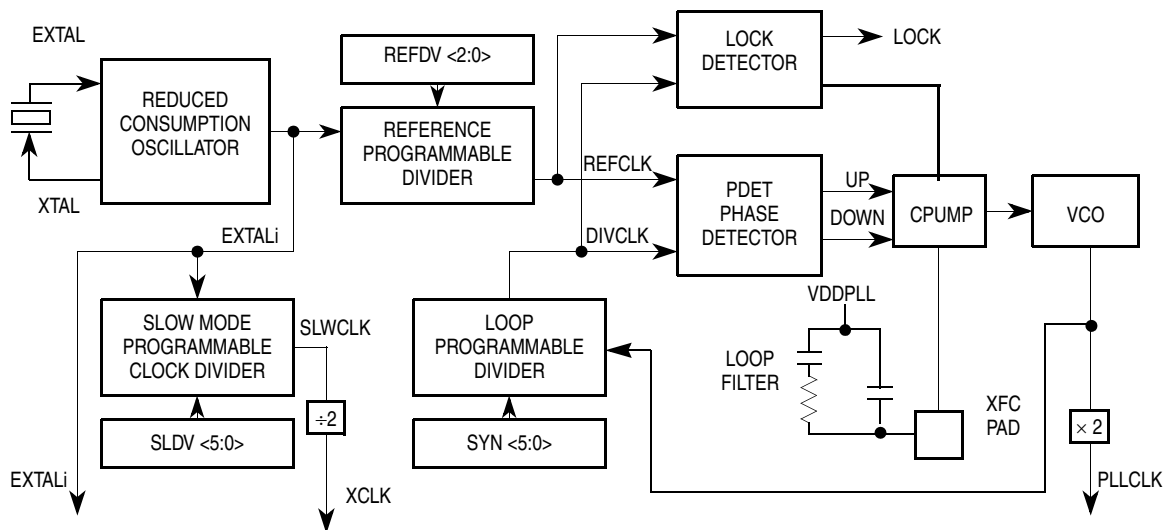 EXTAL
REDUCED
CONSUMPTION
OSCILLATOR
XTAL
REFDV <2:0>
REFERENCE
PROGRAMMABLE
DIVIDER
LOCK
DETECTOR
LOCK
REFCLK
PDET
PHASE
DETECTOR
UP
DOWN
CPUMP
VCO
EXTALi
DIVCLK
SLOW MODE
PROGRAMMABLE
CLOCK DIVIDER
SLWCLK
÷2
SLDV <5:0>
EXTALi
XCLK
LOOP
PROGRAMMABLE
DIVIDER
SYN <5:0>
VDDPLL
LOOP
FILTER
XFC
PAD
× 2
PLLCLK